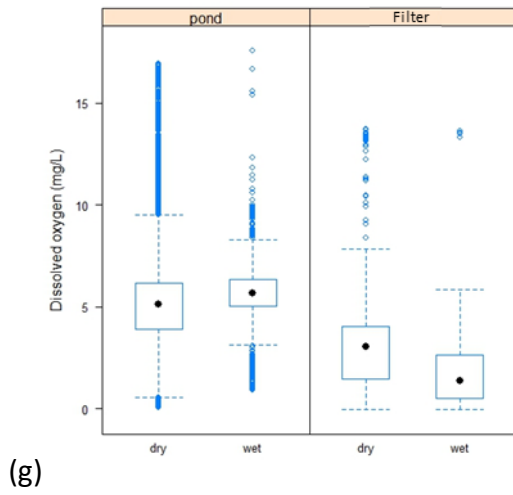 pond Filter
15
10
5
0
Dissolved oxygen (mg/L)
dry wet dry wet
(g)